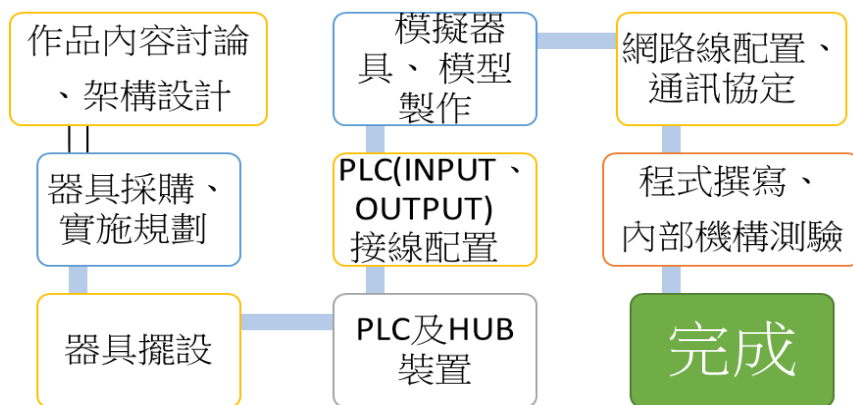 作品內容討論
、架構設計
器具採購、
實施規劃
器具擺設
PLC及HUB
裝置
PLC(INPUT、
OUTPUT)
接線配置
模擬器
具、 模型
製作
網路線配置、
通訊協定
程式撰寫、
內部機構測驗
完成